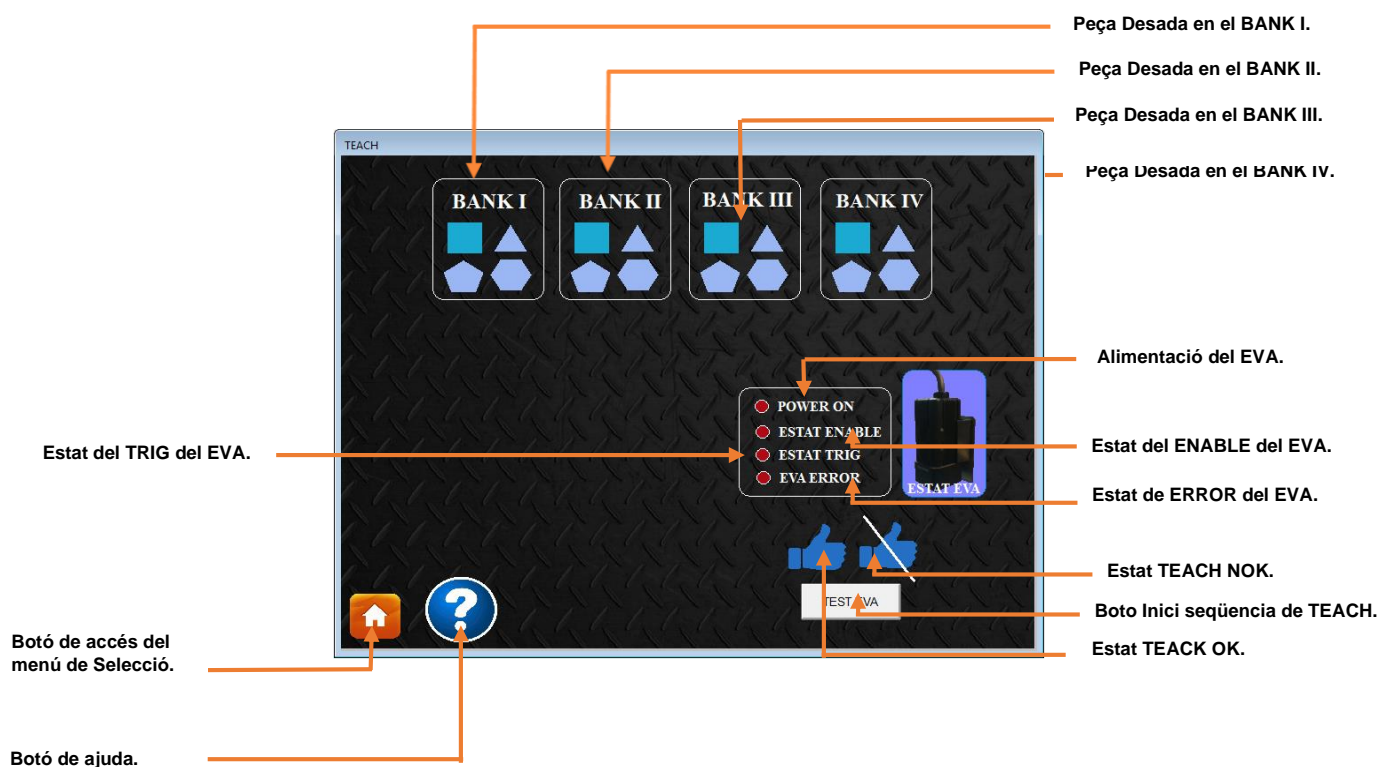 Peça Desada en el BANK I.
Peça Desada en el BANK II.
Peça Desada en el BANK III.
Peça Desada en el BANK IV.
TEACH
BANK I
BANK II
BANK III
BANK IV
Alimentació del EVA.
POWER ON
ESTAT ENABLE
ESTAT TRIG
EVA ERROR
ESTAT EVA
Estat del TRIG del EVA.
Estat del ENABLE del EVA.
Estat de ERROR del EVA.
Estat TEACH NOK.
TEST EVA
Boto Inici seqüencia de TEACH.
Estat TEACK OK.
?
Botó de accés del
menú de Selecció.
Botó de ajuda.